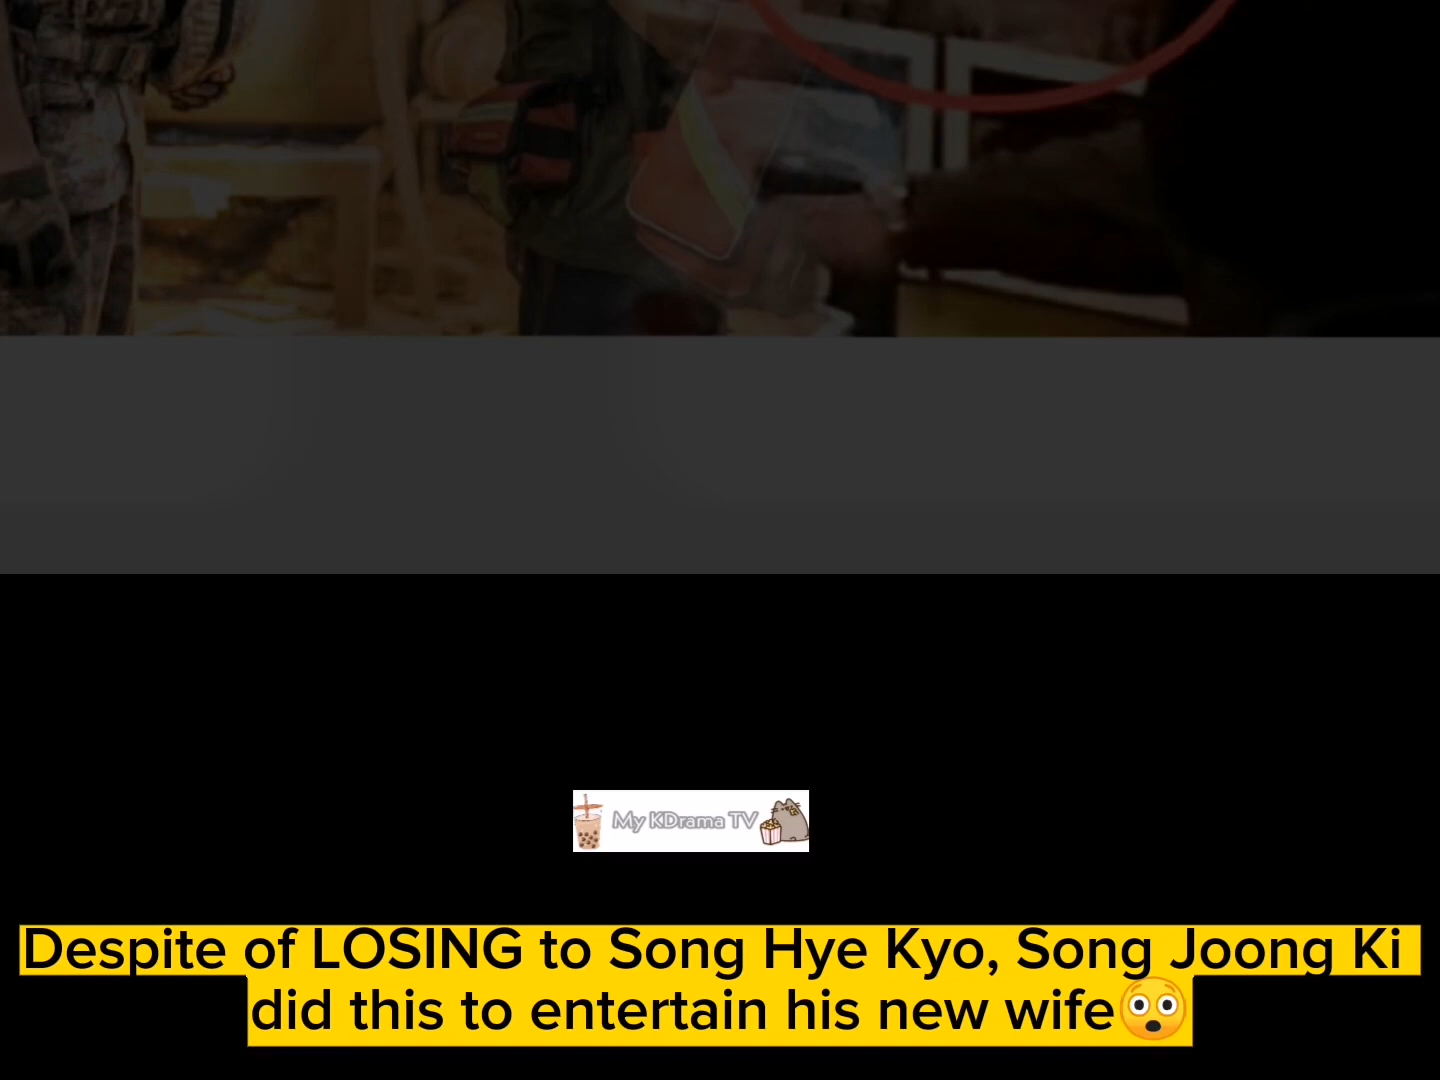 My KDrama TV
Despite of LOSING to Song Hye Kyo, Song Joong Ki
did this to entertain his new wife😳